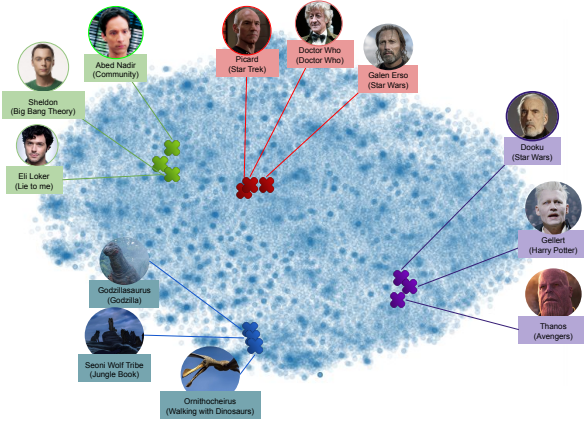 Abed Nadir
(Community)
Picard
(Star Trek)
Doctor Who
(Doctor Who)
Galen Erso
(Star Wars)
Sheldon
(Big Bang Theory)
Eli Loker
(Lie to me)
Dooku
(Star Wars)
Gellert
(Harry Potter)
Thanos
(Avengers)
Godzillasaurus
(Godzilla)
Seoni Wolf Tribe
(Jungle Book)
Ornithocheirus
(Walking with Dinosaurs)